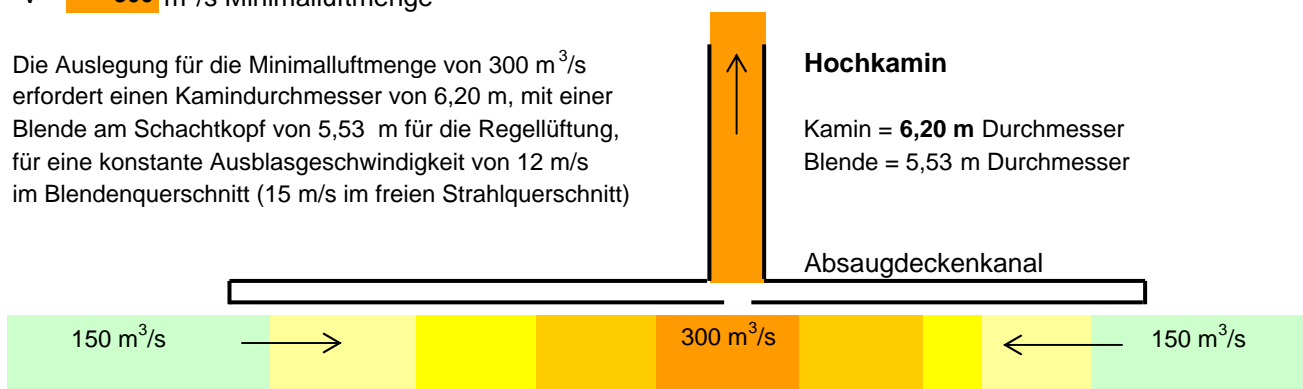 m³/s Minimalluftmenge
Die Auslegung für die Minimalluftmenge von 300 m³/s
erfordert einen Kamindurchmesser von 6,20 m, mit einer
Blende am Schachtkopf von 5,53 m für die Regellüftung,
für eine konstante Ausblasgeschwindigkeit von 12 m/s
im Blendenquerschnitt (15 m/s im freien Strahlquerschnitt)
Hochkamin
Kamin = 6,20 m Durchmesser
Blende = 5,53 m Durchmesser
Absaugdeckenkanal
150 m³/s
300 m³/s
150 m³/s